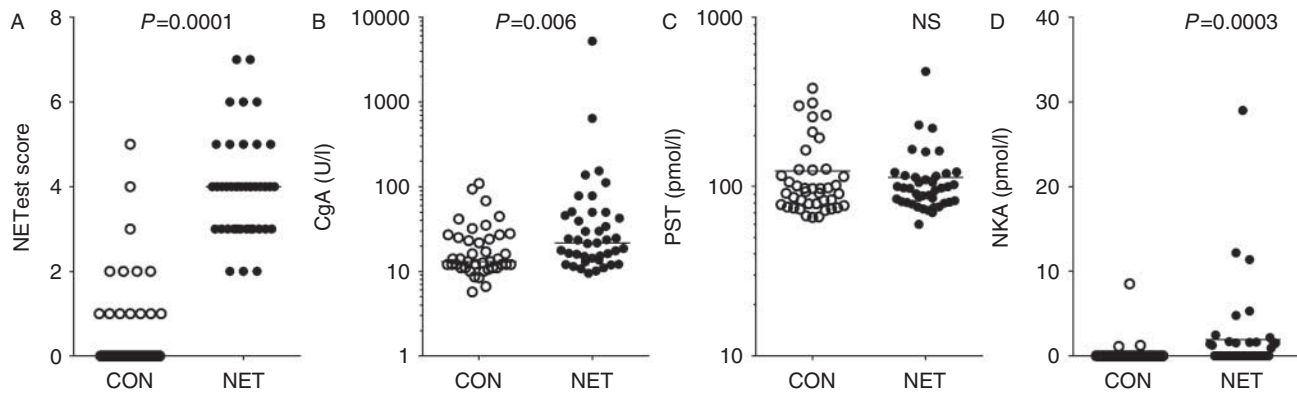 A
P=0.0001
NETest score
8
6
4
2
0
CON
NET
B
P=0.006
CgA (U/l)
10000
1000
100
10
1
CON
NET
C
NS
PST (pmol/l)
1000
100
10
CON
NET
D
P=0.0003
NKA (pmol/l)
40
30
20
10
0
CON
NET